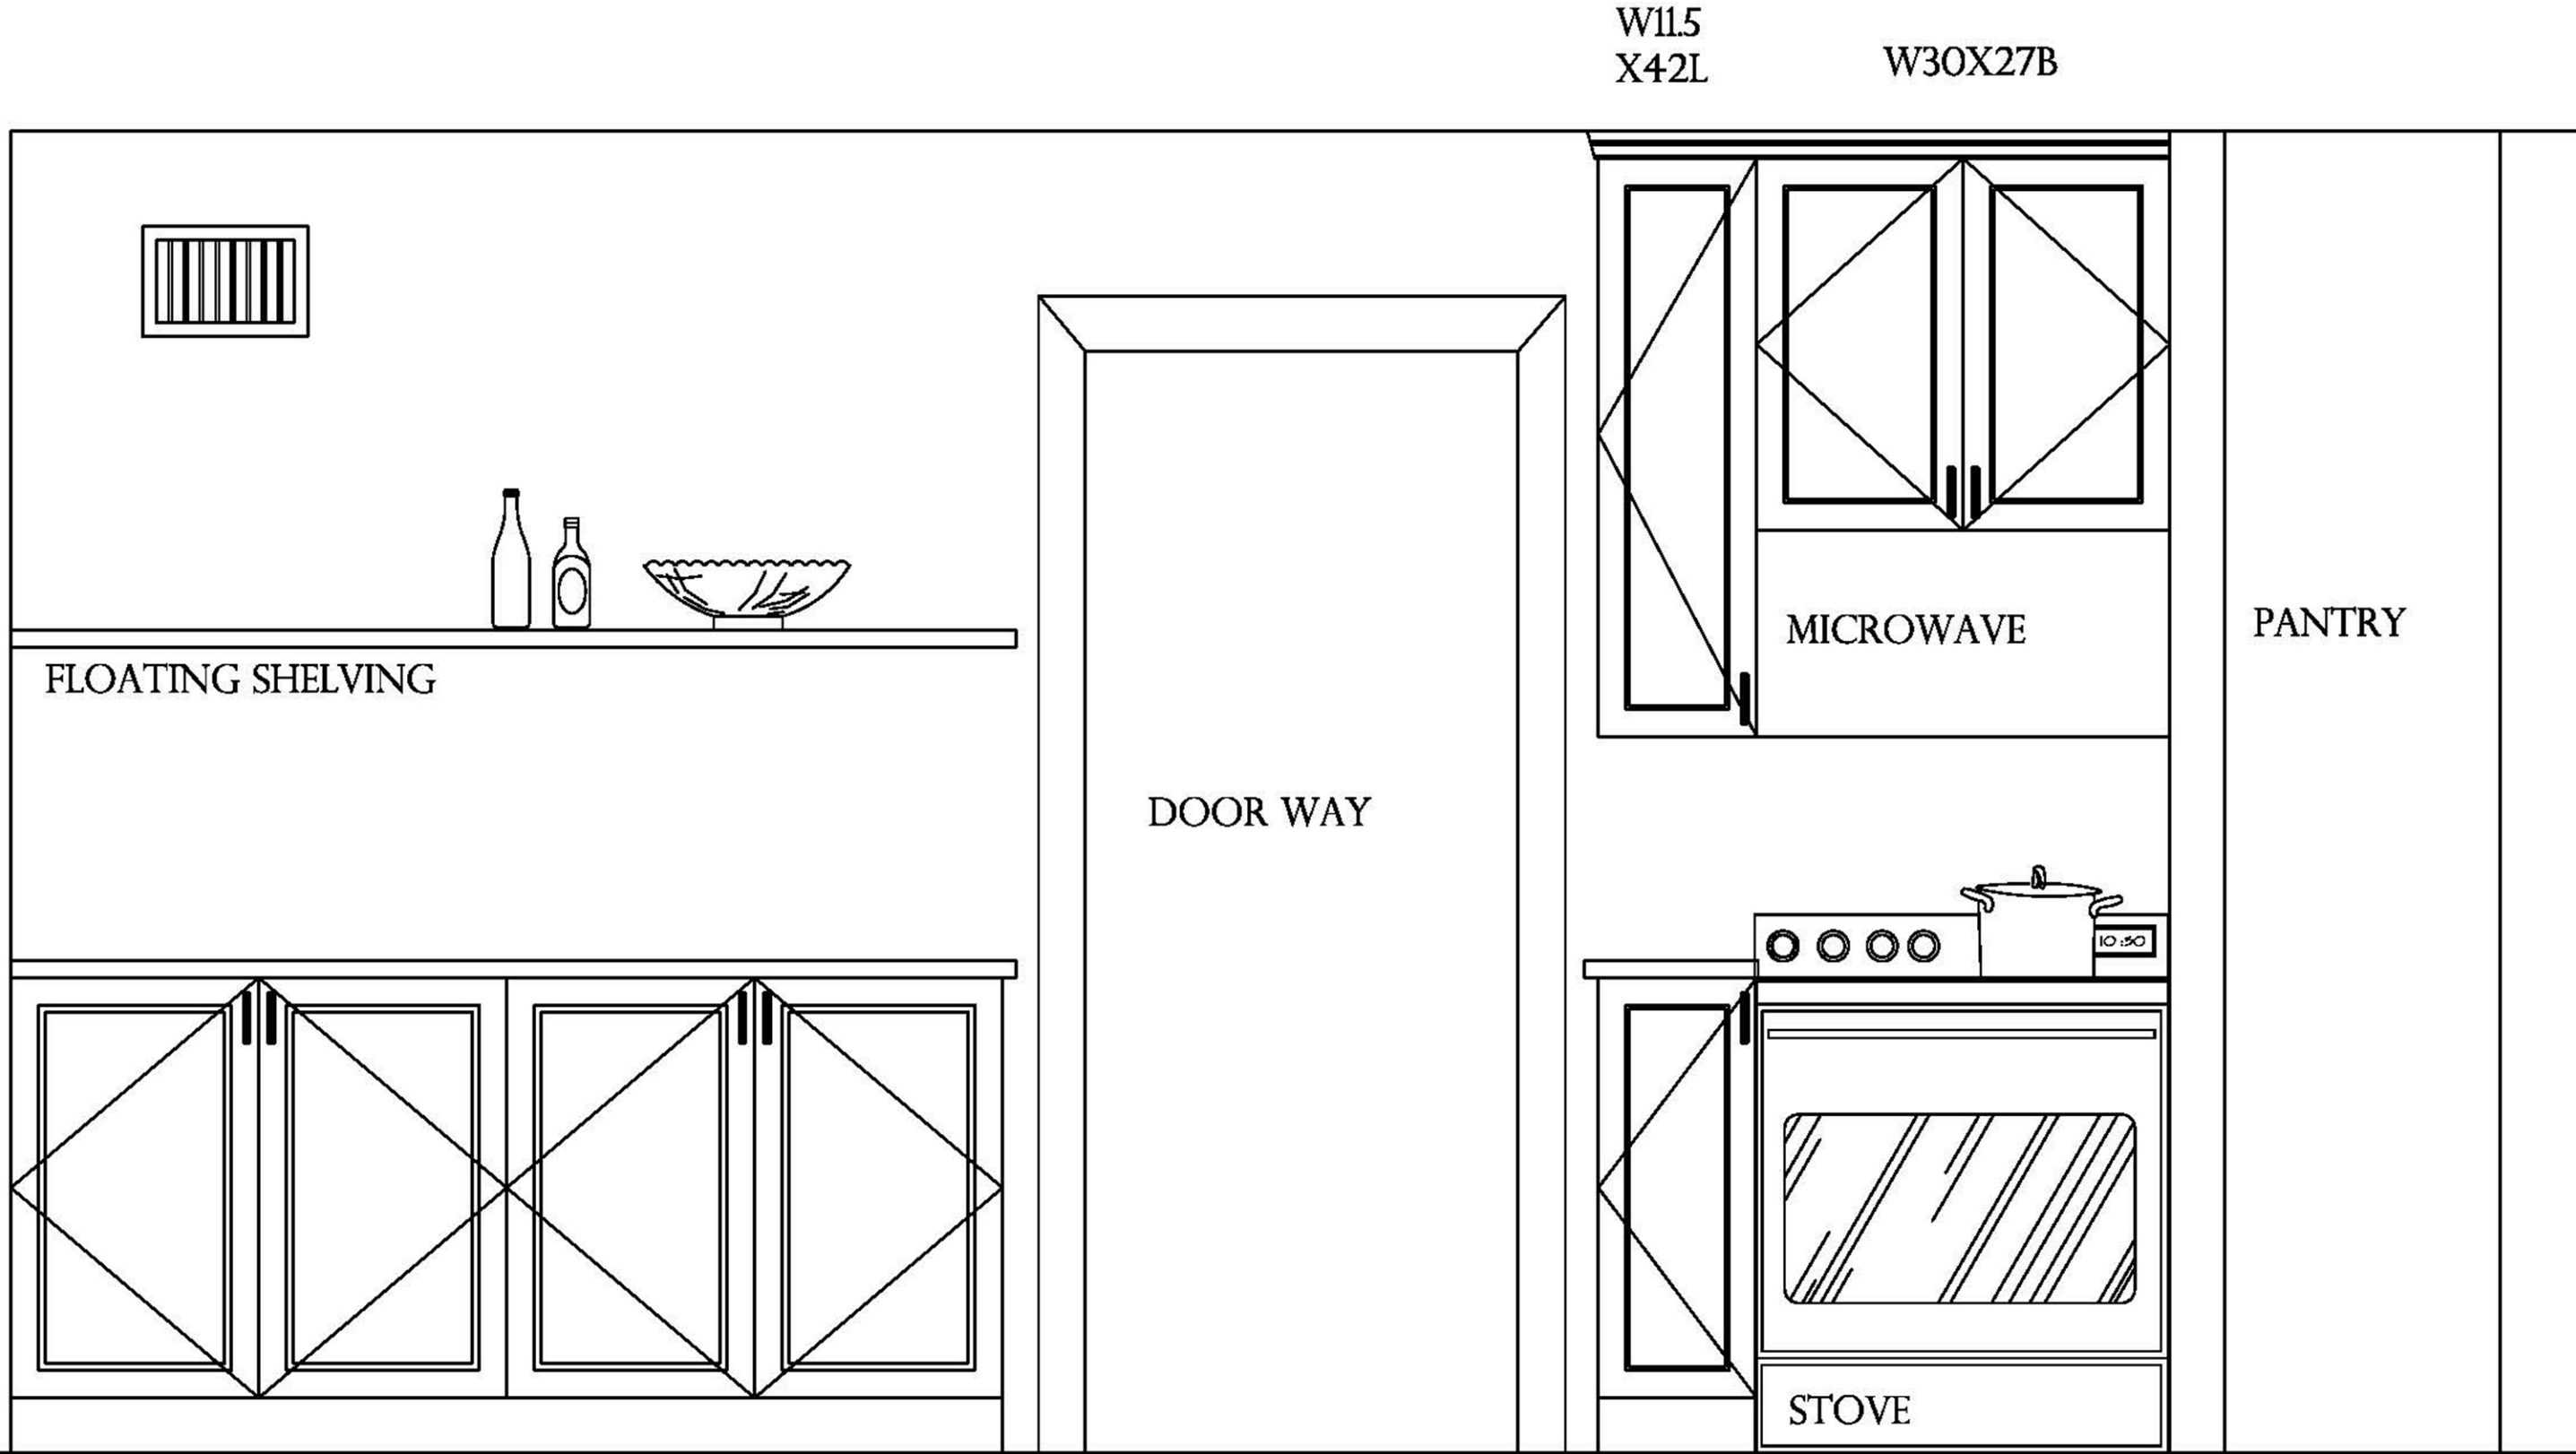 W11.5
X42L
W30X27B
FLOATING SHELVING
MICROWAVE
PANTRY
DOOR WAY
10:50
STOVE